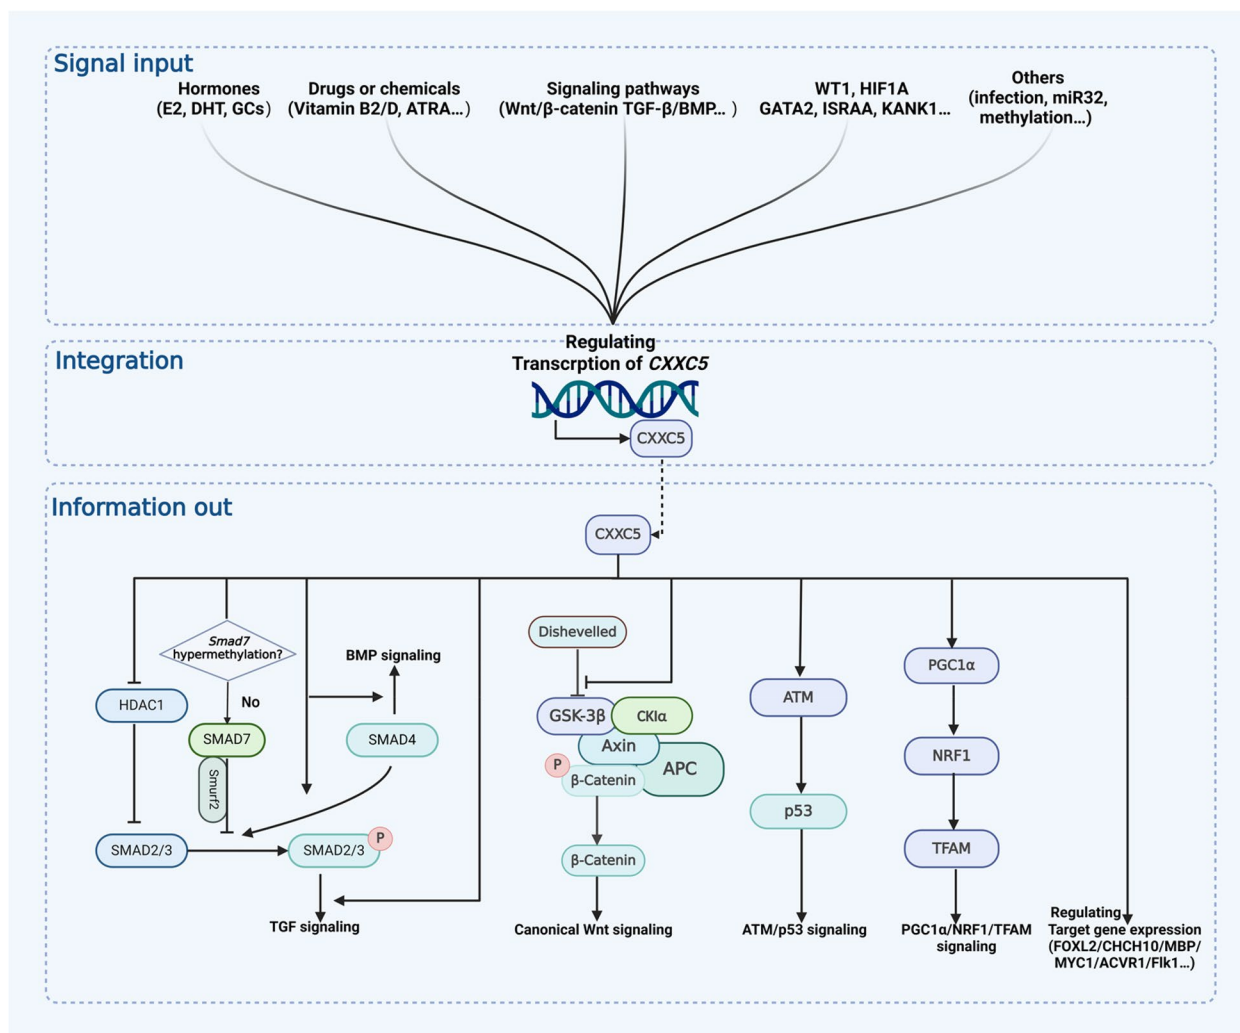 Signal input
Hormones
(E2, DHT, GCs)
Drugs or chemicals
(Vitamin B2/D, ATRA...)
Signaling pathways
(Wnt/β-catenin TGF-β/BMP... )
WT1, HIF1A
GATA2, ISRAA, KANK1...
Others
(infection, miR32,
methylation...)
Integration
Regulating
Transcrption of CXXC5
CXXC5
Information out
CXXC5
Smad7
hypermethylation?
No
HDAC1
SMAD7
Smurf2
SMAD2/3
BMP signaling
SMAD4
SMAD2/3
P
TGF signaling
Dishevelled
GSK-3β
CKIα
Axin
APC
P
β-Catenin
β-Catenin
Canonical Wnt signaling
ATM
p53
ATM/p53 signaling
PGC1α
NRF1
TFAM
PGC1α/NRF1/TFAM
signaling
Regulating
Target gene expression
(FOXL2/CHCH10/MBP/
MYC1/ACVR1/Flk1...)